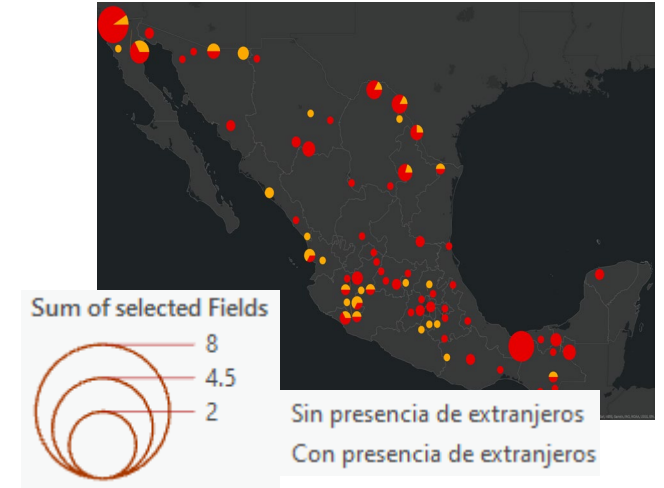 Sum of selected Fields
8
4.5
2
Sin presencia de extranjeros
Con presencia de extranjeros